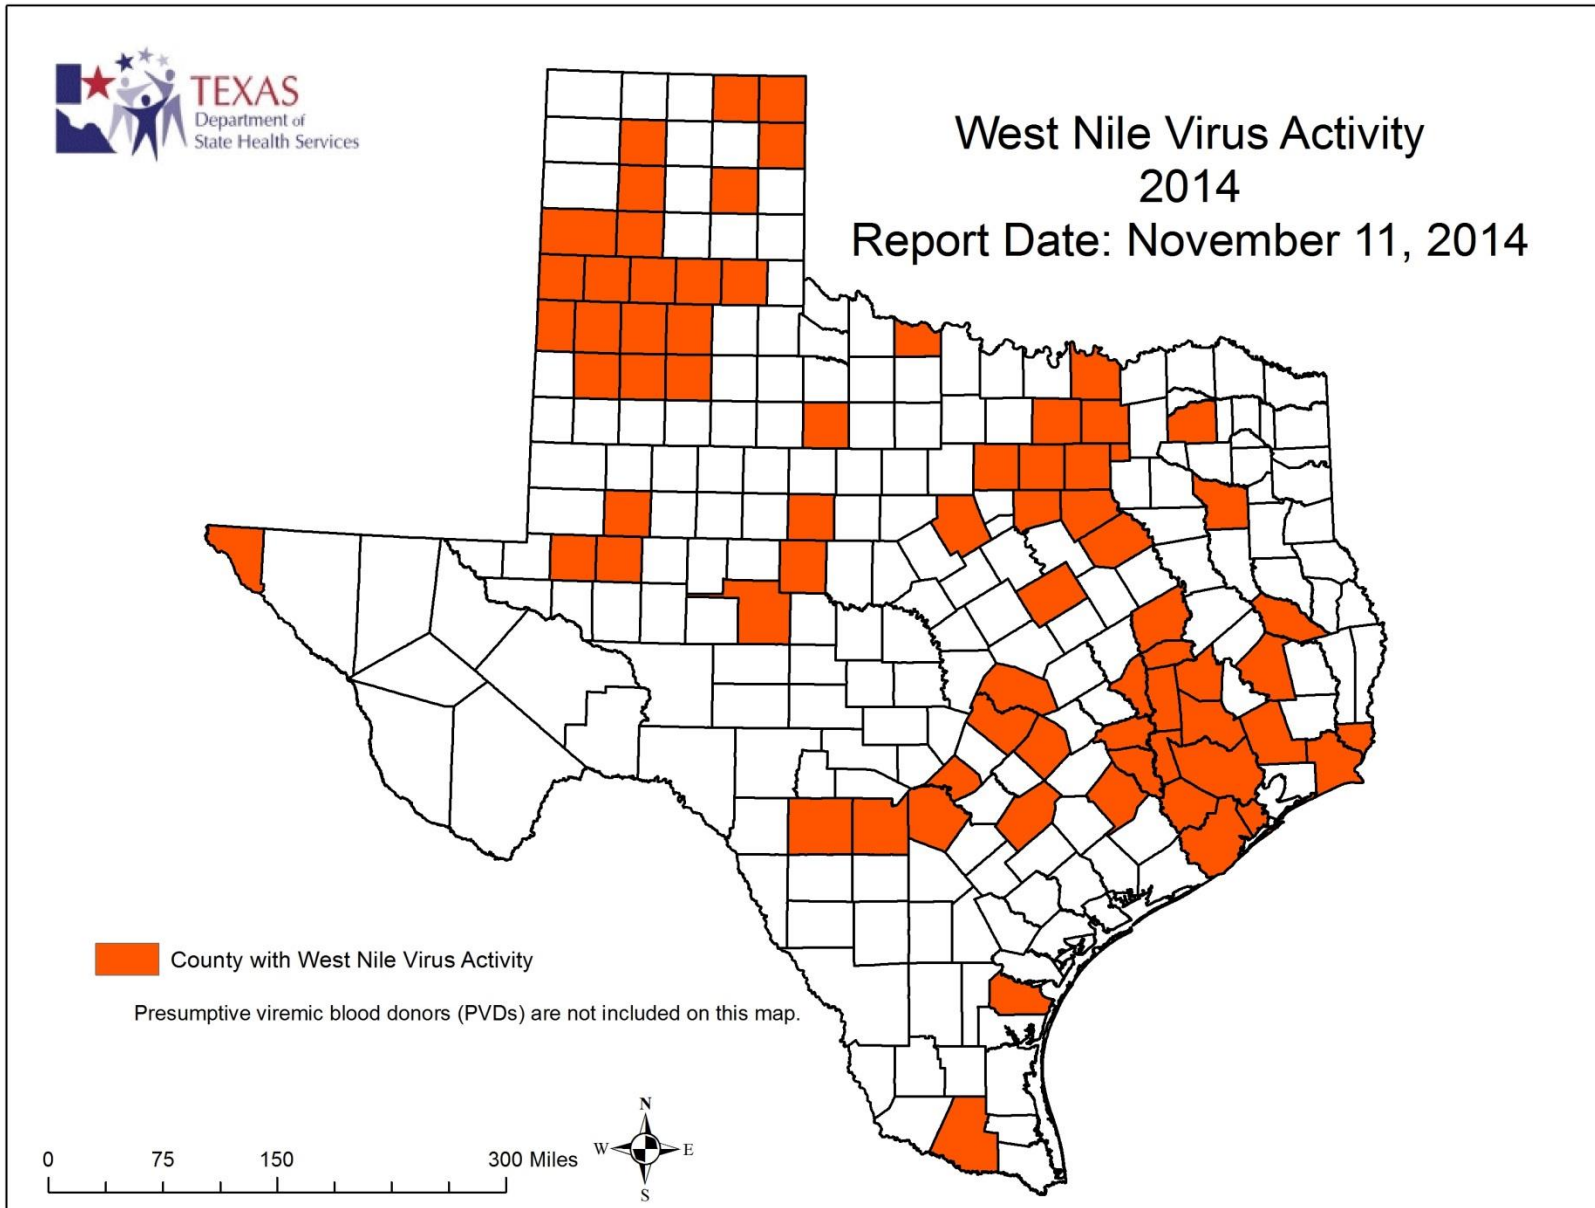 TEXAS
Department of
State Health Services
West Nile Virus Activity
2014
Report Date: November 11, 2014
County with West Nile Virus Activity
Presumptive viremic blood donors (PVDs) are not included on this map.
0 75 150 300 Miles
N
W E
S